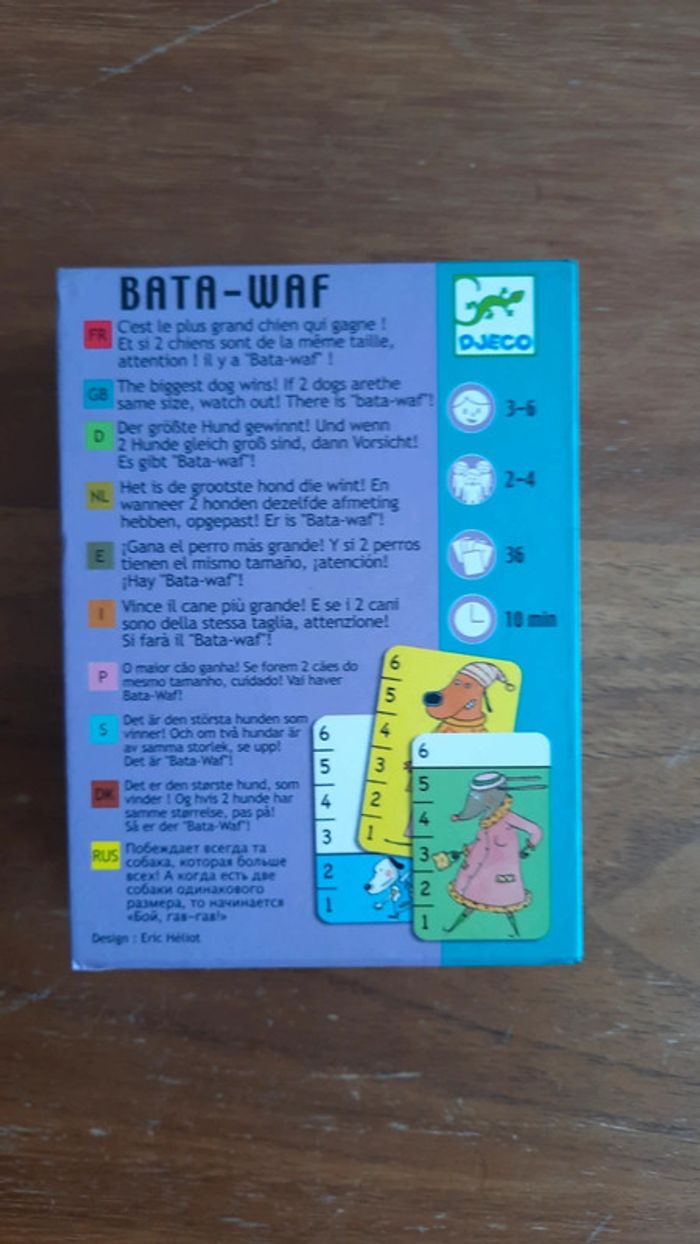 BATA-WAF
DJECO
FR C'est le plus grand chien qui gagne !
Et si 2 chiens sont de la même taille,
attention ! il y a "Bata-waf" !
GB The biggest dog wins! If 2 dogs arethe
same size, watch out! There is "bata-waf"!
D Der größte Hund gewinnt! Und wenn
2 Hunde gleich groß sind, dann Vorsicht!
Es gibt "Bata-waf"!
NL Het is de grootste hond die wint! En
wanneer 2 honden dezelfde afmeting
hebben, opgepast! Er is "Bata-waf"!
E ¡Gana el perro más grande! Y si 2 perros
tienen el mismo tamaño, ¡atención!
¡Hay "Bata-waf"!
I Vince il cane più grande! E se i 2 cani
sono della stessa taglia, attenzione!
Si farà il "Bata-waf"!
P O maior cão ganha! Se forem 2 cães do
mesmo tamanho, cuidado! Vai haver
Bata-Waf!
S Det är den största hunden som
vinner! Och om två hundar är
av samma storlek, se upp!
Det är "Bata-Waf"!
DK Det er den største hund, som
vinder ! Og hvis 2 hunde har
samme størrelse, pas på!
Så er der "Bata-Waf"!
RUS Побеждает всегда та
собака, которая больше
всех! А когда есть две
собаки одинакового
размера, то начинается
«Бой, гав-гав!»
Design : Eric Héliot
3-6
2-4
36
10 min
6
5
4
3
2
1
6
5
4
3
2
1
6
5
4
3
2
1